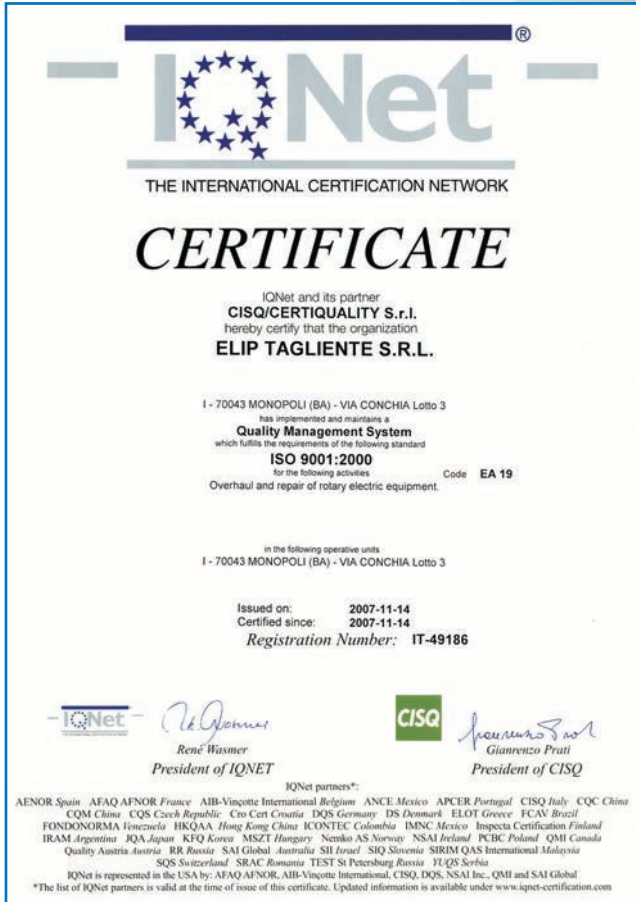 IQNet ®
THE INTERNATIONAL CERTIFICATION NETWORK
CERTIFICATE
IQNet and its partner
CISQ/CERTIQUALITY S.r.l.
hereby certify that the organization
ELIP TAGLIENTE S.R.L.
I - 70043 MONOPOLI (BA) - VIA CONCHIA Lotto 3
has implemented and maintains a
Quality Management System
which fulfills the requirements of the following standard
ISO 9001:2000
for the following activities Code EA 19
Overhaul and repair of rotary electric equipment.
in the following operative units
I - 70043 MONOPOLI (BA) - VIA CONCHIA Lotto 3
Issued on: 2007-11-14
Certified since: 2007-11-14
Registration Number: IT-49186
IQNet
THE INTERNATIONAL CERTIFICATION NETWORK
CISQ
René Wasmer
Gianrenzo Prati
President of IQNET
President of CISQ
IQNet partners*:
AENOR Spain AFAQ AFNOR France AIB-Vinçotte International Belgium ANCE Mexico APCER Portugal CISQ Italy CQC China
CQM China CQS Czech Republic Cro Cert Croatia DQS Germany DS Denmark ELOT Greece FCAV Brazil
FONDONORMA Venezuela HKQAA Hong Kong China ICONTEC Colombia IMNC Mexico Inspecta Certification Finland
IRAM Argentina JQA Japan KFQ Korea MSZT Hungary Nemko AS Norway NSAI Ireland PCBC Poland QMI Canada
Quality Austria Austria RR Russia SAI Global Australia SII Israel SIQ Slovenia SIRIM QAS International Malaysia
SQS Switzerland SRAC Romania TEST St Petersburg Russia YUQS Serbia
IQNet is represented in the USA by: AFAQ AFNOR, AIB-Vinçotte International, CISQ, DQS, NSAI Inc., QMI and SAI Global
*The list of IQNet partners is valid at the time of issue of this certificate. Updated information is available under www.iqnet-certification.com